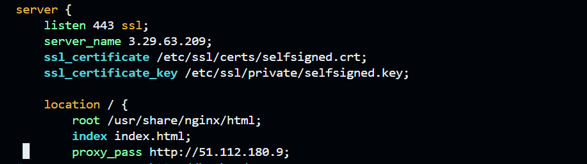 server {
listen 443 ssl;
server_name 3.29.63.209;
ssl_certificate /etc/ssl/certs/selfsigned.crt;
ssl_certificate_key /etc/ssl/private/selfsigned.key;
location / {
root /usr/share/nginx/html;
index index.html;
proxy_pass http://51.112.180.9;